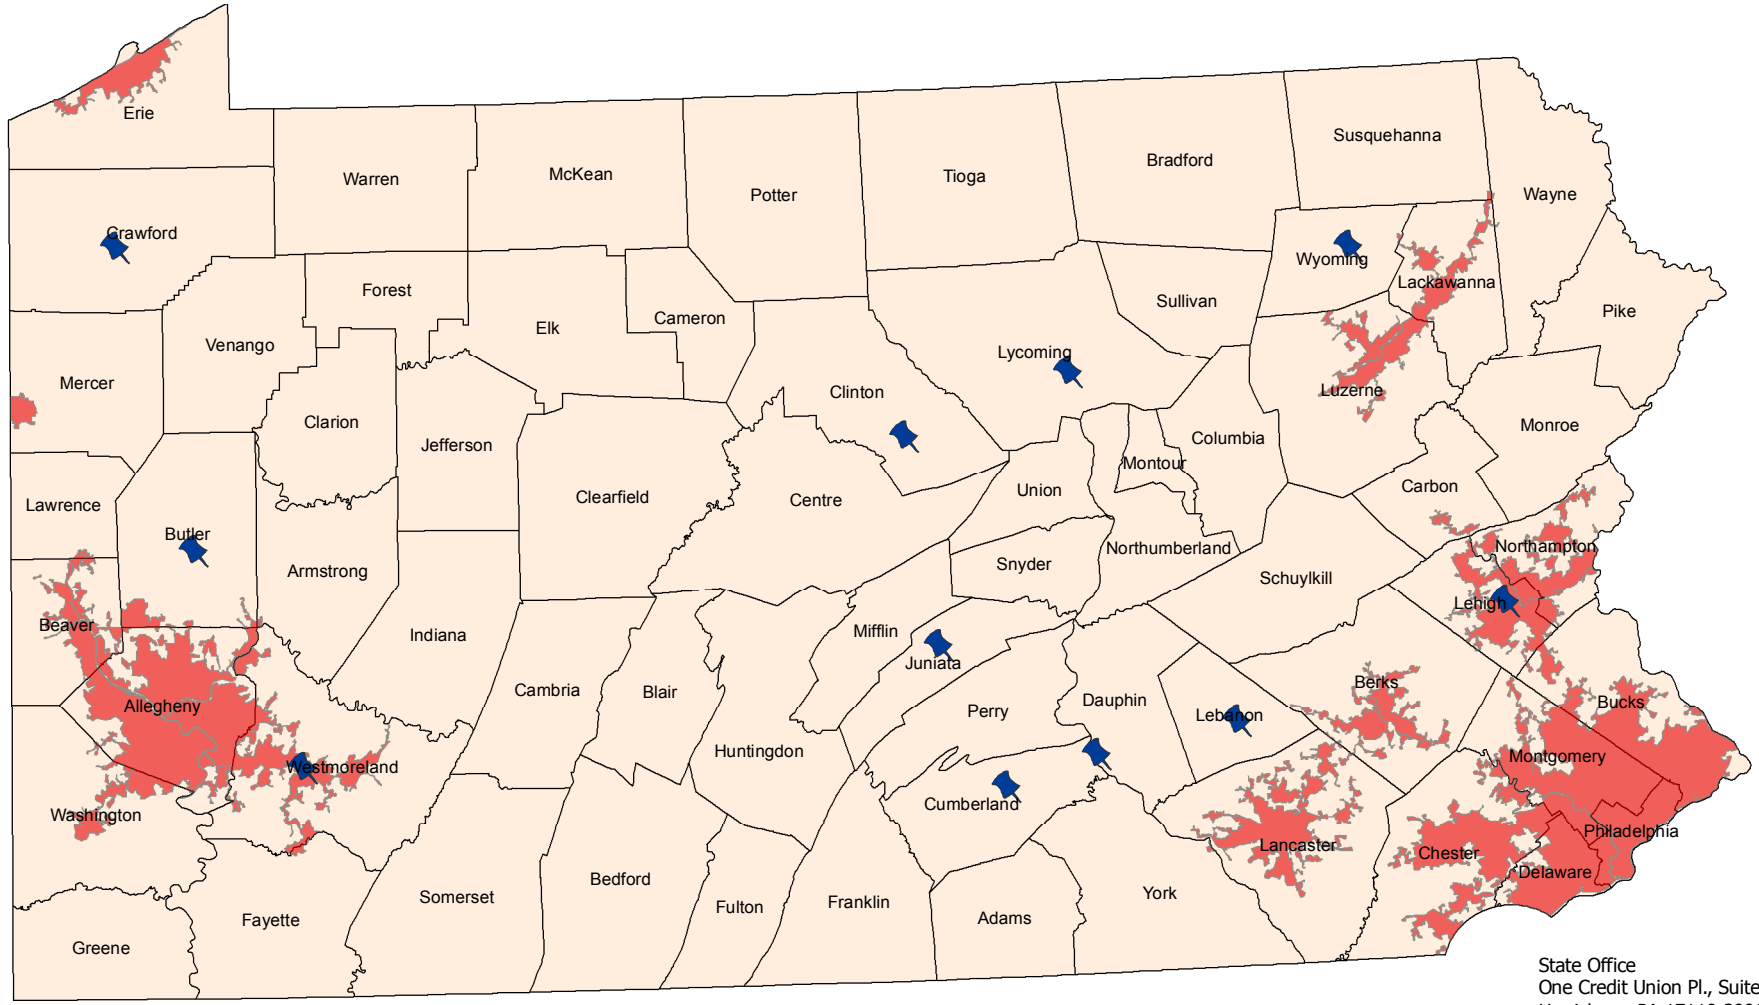 Erie
Warren
McKean
Potter
Tioga
Bradford
Susquehanna
Wayne
Crawford
Forest
Elk
Cameron
Sullivan
Wyoming
Lackawanna
Pike
Venango
Mercer
Clarion
Jefferson
Clinton
Lycoming
Luzerne
Columbia
Montour
Monroe
Lawrence
Butler
Armstrong
Clearfield
Centre
Union
Snyder
Northumberland
Schuylkill
Carbon
Northampton
Lehigh
Beaver
Allegheny
Indiana
Cambria
Blair
Mifflin
Juniata
Huntingdon
Perry
Dauphin
Lebanon
Berks
Bucks
Montgomery
Westmoreland
Washington
Cumberland
Lancaster
Chester
Philadelphia
Delaware
Greene
Fayette
Somerset
Bedford
Fulton
Franklin
Adams
York
State Office
One Credit Union Pl., Suite